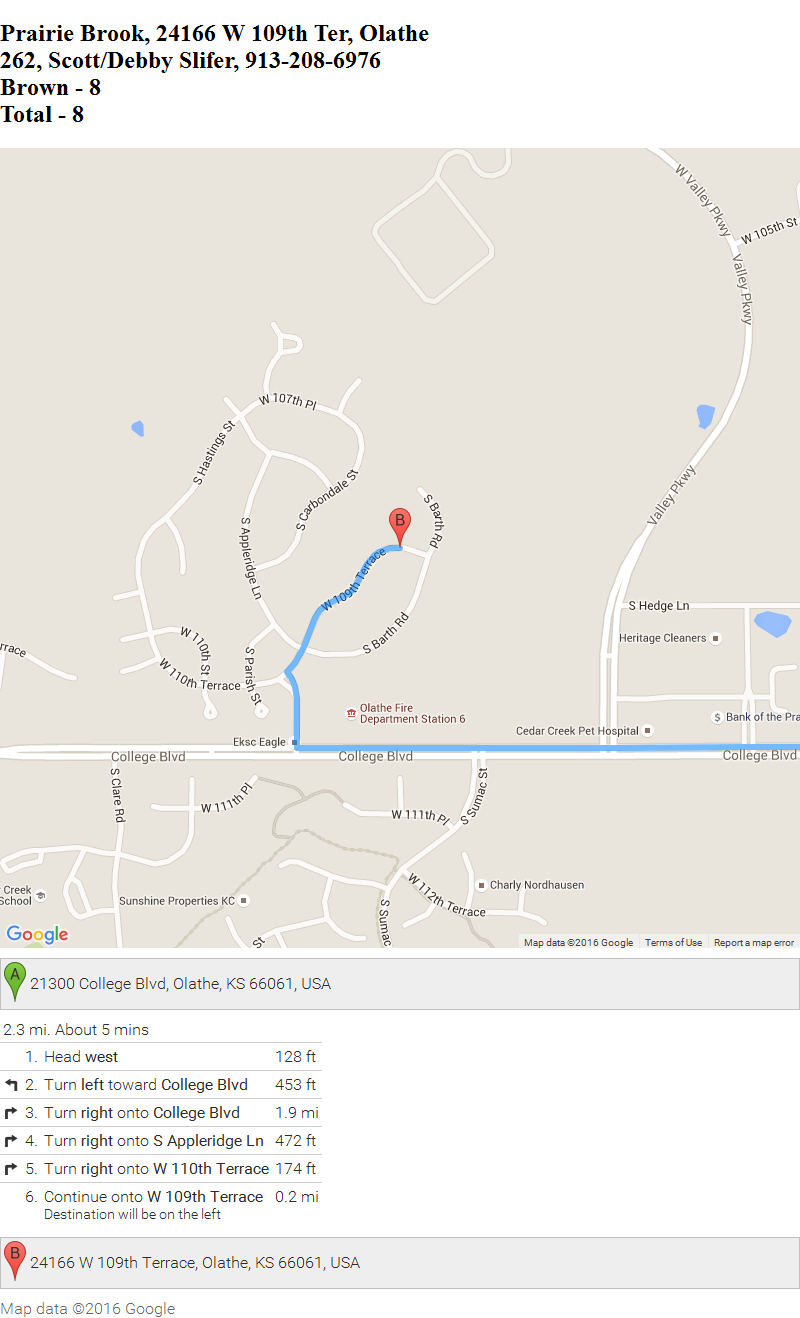 Prairie Brook, 24166 W 109th Ter, Olathe
262, Scott/Debby Slifer, 913-208-6976
Brown - 8
Total - 8
W Valley Pkwy
W 105th St
Valley Pkwy
W 107th Pl
S Hastings St
S Carbondale St
Valley Pkwy
S Barth Rd
B
S Appleridge Ln
W 109th Terrace
S Hedge Ln
S Barth Rd
Heritage Cleaners
W 110th St
rrace
S Parish St
W 110th Terrace
Olathe Fire
Department Station 6
$ Bank of the Pra
Cedar Creek Pet Hospital
Eksc Eagle
College Blvd
College Blvd
College Blvd
S Clare Rd
S Sumac St
W 111th Pl
W 111th Pl
Creek
School
Charly Nordhausen
W 112th Terrace
Sunshine Properties KC
S Sumac
St
Google
Map data ©2016 Google Terms of Use Report a map error
A 21300 College Blvd, Olathe, KS 66061, USA
2.3 mi. About 5 mins
1. Head west 128 ft
2. Turn left toward College Blvd 453 ft
3. Turn right onto College Blvd 1.9 mi
4. Turn right onto S Appleridge Ln 472 ft
5. Turn right onto W 110th Terrace 174 ft
6. Continue onto W 109th Terrace 0.2 mi
Destination will be on the left
B 24166 W 109th Terrace, Olathe, KS 66061, USA
Map data ©2016 Google